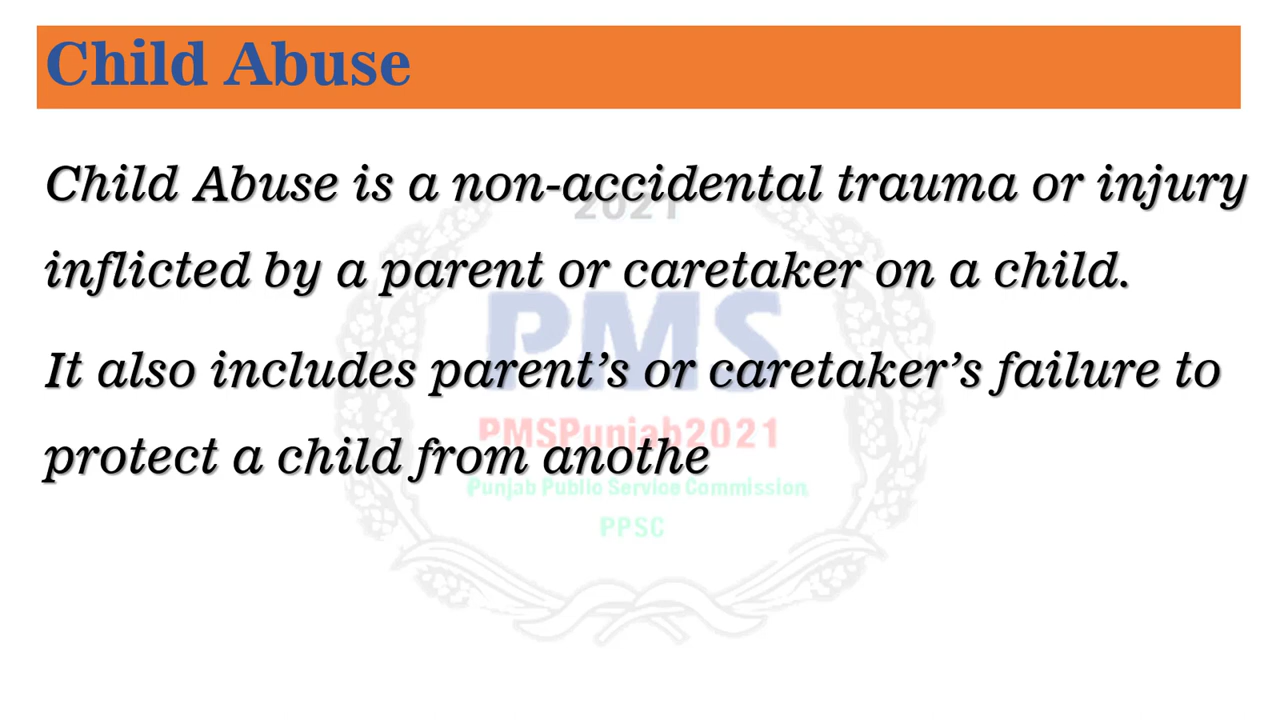 Child Abuse
Child Abuse is a non-accidental trauma or injury
2021
inflicted by a parent or caretaker on a child.
PMS
It also includes parent’s or caretaker’s failure to
PMSPunjab2021
protect a child from anothe
Punjab Public Service Commission
PPSC